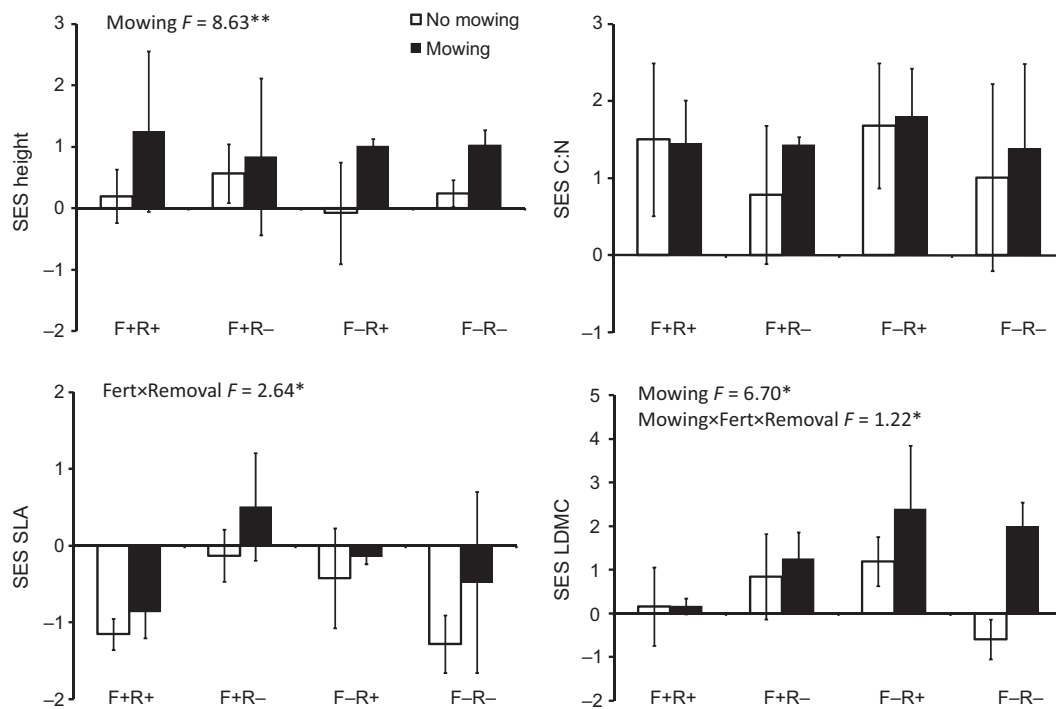 Mowing F = 8.63**
No mowing
Mowing
3
2
1
0
–1
–2
SES height
F+R+ F+R– F–R+ F–R–
3
2
1
0
–1
SES C:N
F+R+ F+R– F–R+ F–R–
Fert×Removal F = 2.64*
2
1
0
–1
–2
SES SLA
F+R+ F+R– F–R+ F–R–
Mowing F = 6.70*
Mowing×Fert×Removal F = 1.22*
5
4
3
2
1
0
–1
–2
SES LDMC
F+R+ F+R– F–R+ F–R–